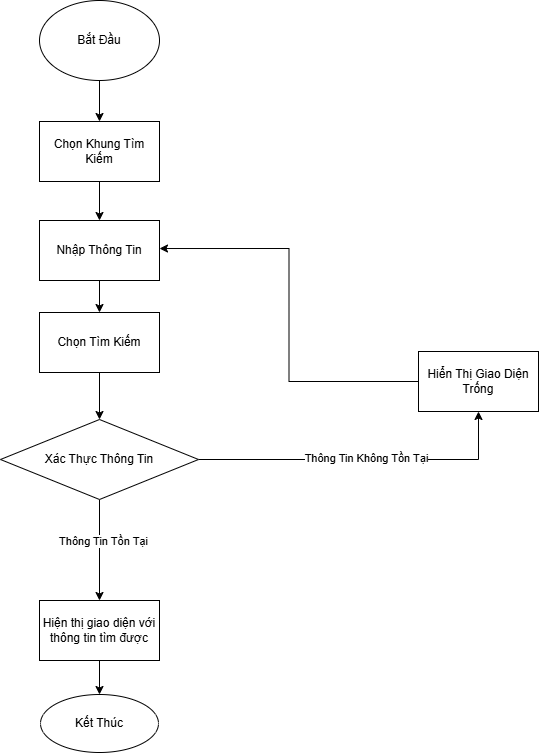 Bắt Đầu
Chọn Khung Tìm
Kiếm
Nhập Thông Tin
Chọn Tìm Kiếm
Hiển Thị Giao Diện
Trống
Xác Thực Thông Tin
Thông Tin Không Tồn Tại
Thông Tin Tồn Tại
Hiện thị giao diện với
thông tin tìm được
Kết Thúc